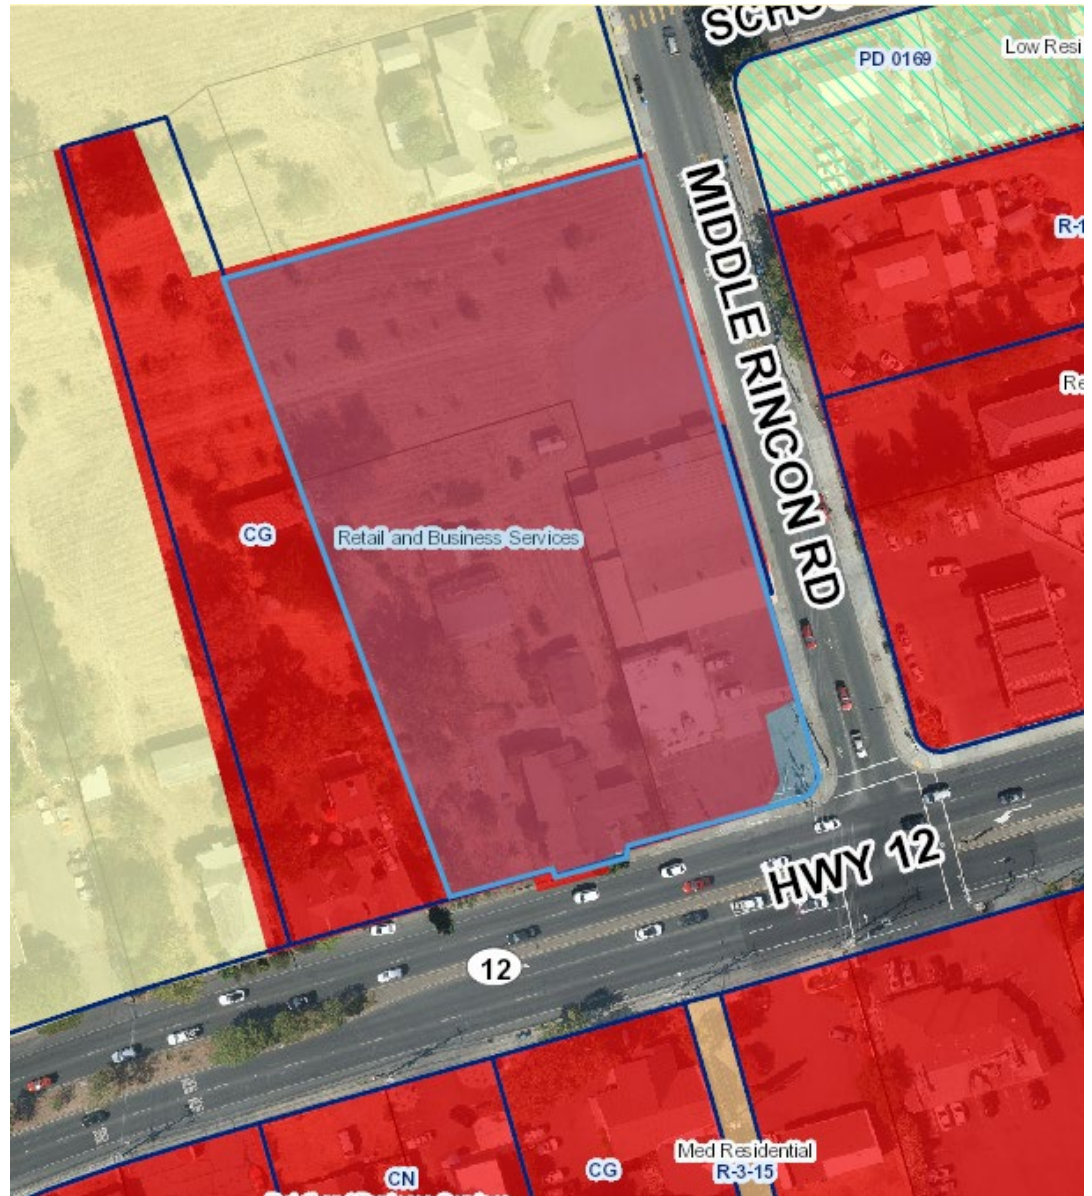 PD 0169
Low Resi
R-1
MIDDLE RINCON RD
CG
Retail and Business Services
HWY 12
12
Med Residential
R-3-15
CN
CG